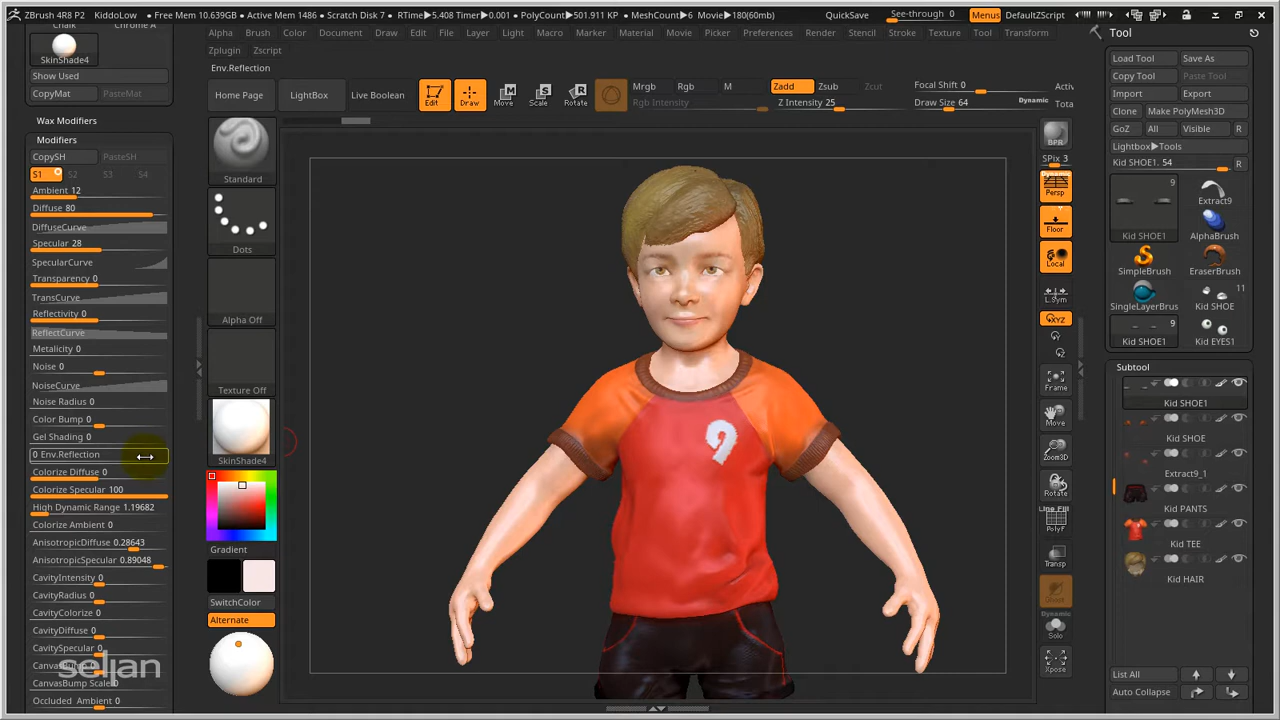 ZBrush 4R8 P2 KiddoLow • Free Mem 10.639GB • Active Mem 1486 • Scratch Disk 7 • RTime►5.408 Timer►0.001 • PolyCount►501.911 KP • MeshCount►6 Movie►180(60mb) QuickSave See-through 0 Menus DefaultZScript
Alpha Brush Color Document Draw Edit File Layer Light Macro Marker Material Movie Picker Preferences Render Stencil Stroke Texture Tool Transform
Zplugin Zscript
Env.Reflection
Home Page LightBox Live Boolean Edit Draw Move Scale Rotate
Mrgb Rgb M Zadd Zsub Zcut Focal Shift 0 Activ
Rgb Intensity Z Intensity 25 Draw Size 64 Dynamic Tota
Chrome A
SkinShade4
Show Used
CopyMat PasteMat
Wax Modifiers
Modifiers
CopySH PasteSH
S1 S2 S3 S4
Ambient 12
Diffuse 80
DiffuseCurve
Specular 28
SpecularCurve
Transparency 0
TransCurve
Reflectivity 0
ReflectCurve
Metalicity 0
Noise 0
NoiseCurve
Noise Radius 0
Color Bump 0
Gel Shading 0
0 Env.Reflection
Colorize Diffuse 0
Colorize Specular 100
High Dynamic Range 1.19682
Colorize Ambient 0
AnisotropicDiffuse 0.28643
AnisotropicSpecular 0.89048
CavityIntensity 0
CavityRadius 0
CavityColorize 0
CavityDiffuse 0
CavitySpecular 0
CanvasBump 0
CanvasBump Scale 0
Occluded Ambient 0
seljan
Standard
Dots
Alpha Off
Texture Off
SkinShade4
Gradient
SwitchColor
Alternate
9
BPR
SPix 3
Dynamic
Persp
Floor
Local
L.Sym
XYZ
Frame
Move
Zoom3D
Rotate
Line Fill
PolyF
Transp
Dynamic
Solo
Xpose
Tool
Load Tool Save As
Copy Tool Paste Tool
Import Export
Clone Make PolyMesh3D
GoZ All Visible R
Lightbox►Tools
Kid SHOE1. 54 R
9
Extract9
Kid SHOE1 AlphaBrush
SimpleBrush EraserBrush
11
SingleLayerBrus Kid SHOE
9
Kid SHOE1 Kid EYES1
Subtool
Kid SHOE1
Kid SHOE
Extract9_1
Kid PANTS
Kid TEE
Kid HAIR
List All
Auto Collapse